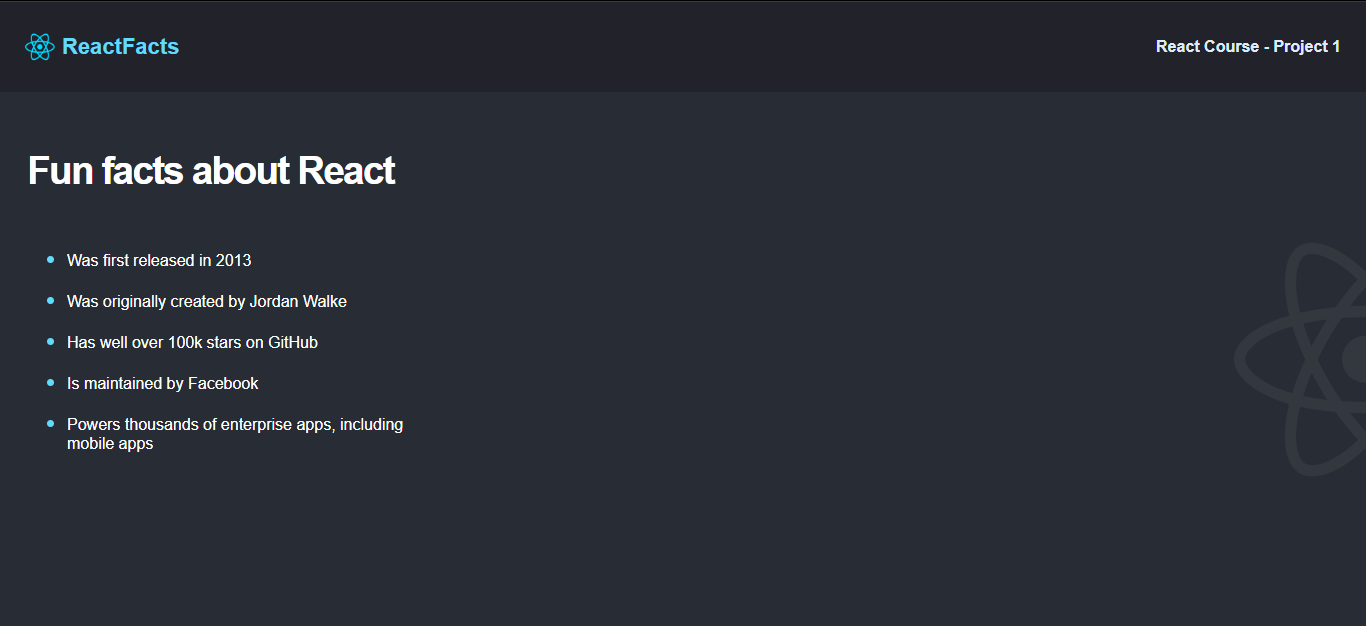 ReactFacts
React Course - Project 1
Fun facts about React
Was first released in 2013
Was originally created by Jordan Walke
Has well over 100k stars on GitHub
Is maintained by Facebook
Powers thousands of enterprise apps, including
mobile apps